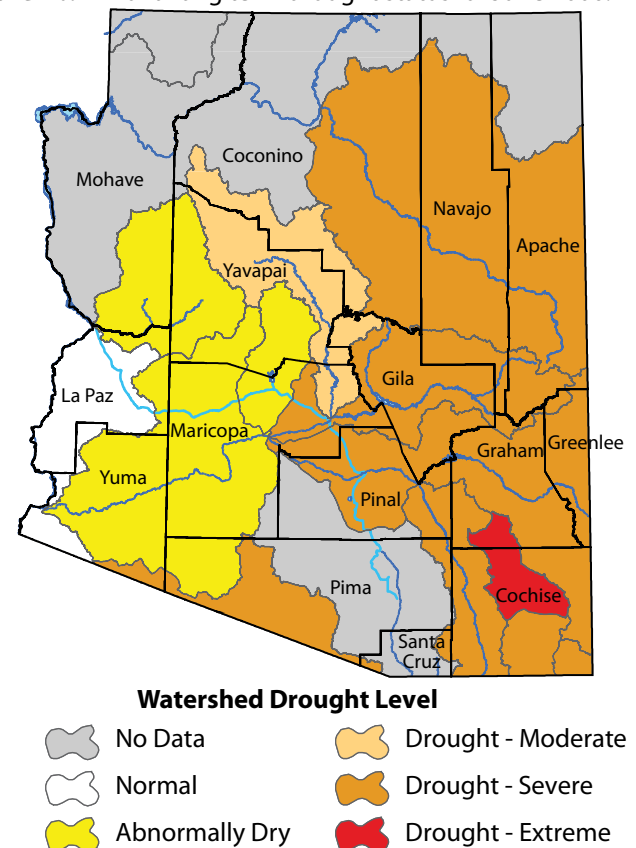 Coconino
Mohave
Navajo
Apache
Yavapai
Gila
La Paz
Maricopa
Graham
Greenlee
Yuma
Pinal
Pima
Cochise
Santa
Cruz
Watershed Drought Level
No Data
Drought - Moderate
Normal
Drought - Severe
Abnormally Dry
Drought - Extreme